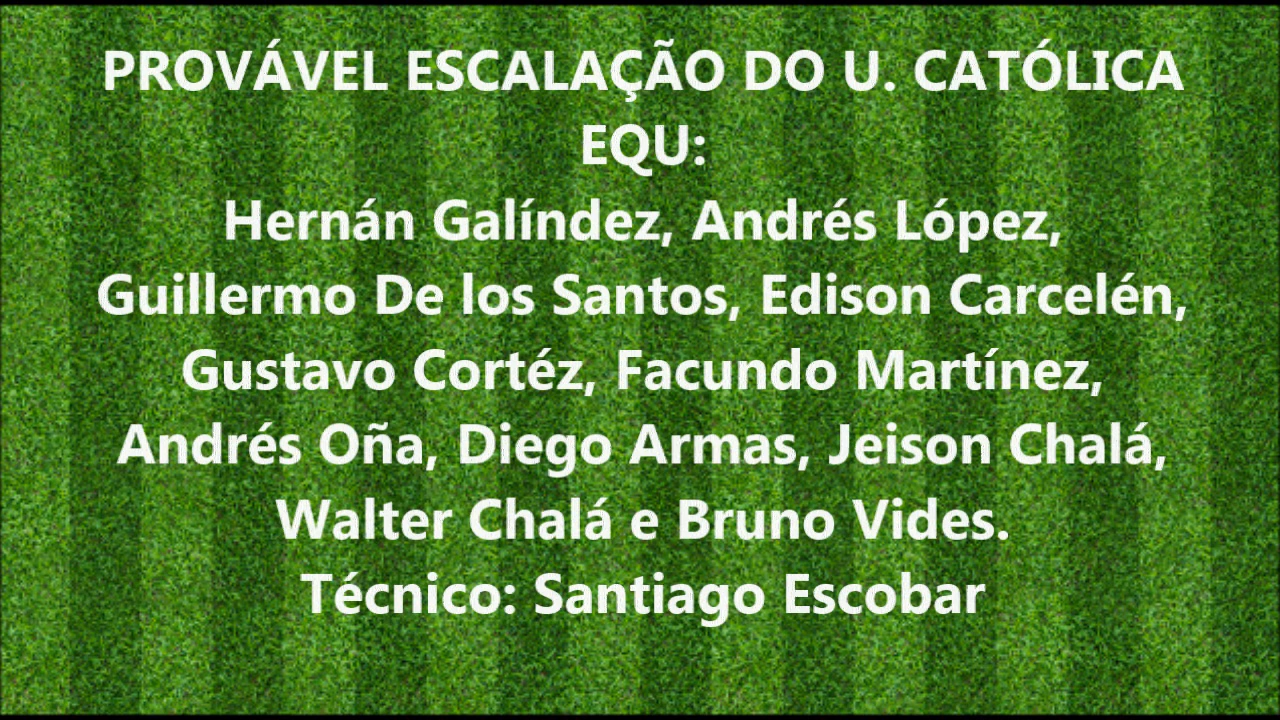 PROVÁVEL ESCALAÇÃO DO U. CATÓLICA
EQU:
Hernán Galíndez, Andrés López,
Guillermo De los Santos, Edison Carcelén,
Gustavo Cortéz, Facundo Martínez,
Andrés Oña, Diego Armas, Jeison Chalá,
Walter Chalá e Bruno Vides.
Técnico: Santiago Escobar